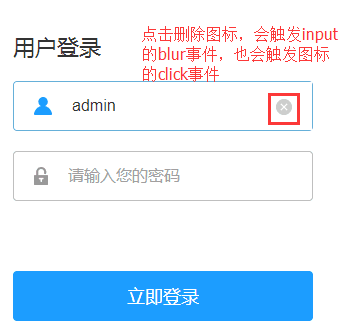 用户登录
点击删除图标，会触发input
的blur事件，也会触发图标
的click事件
admin
请输入您的密码
立即登录